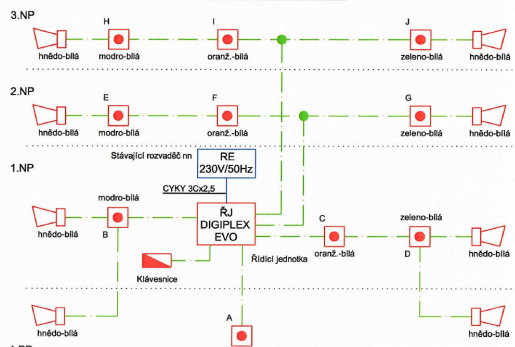 3.NP
H
I
J
hnědo-bílá
modro-bílá
oranž.-bílá
zeleno-bílá
hnědo-bílá
2.NP
E
F
G
hnědo-bílá
modro-bílá
oranž.-bílá
zeleno-bílá
hnědo-bílá
1.NP
Stávající rozvaděč nn
RE
230V/50Hz
CYKY 3Cx2,5
modro-bílá
B
hnědo-bílá
ŘJ
DIGIPLEX
EVO
Řídící jednotka
C
oranž.-bílá
zeleno-bílá
D
hnědo-bílá
Klávesnice
hnědo-bílá
A
hnědo-bílá